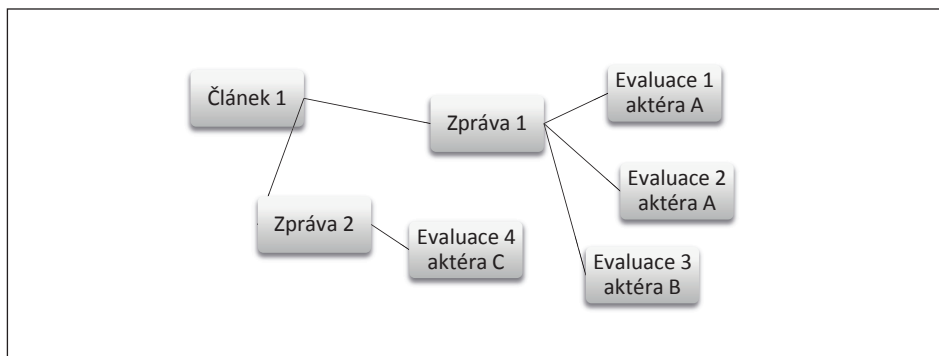 Článek 1
Zpráva 1
Evaluace 1
aktéra A
Evaluace 2
aktéra A
Evaluace 3
aktéra B
Zpráva 2
Evaluace 4
aktéra C